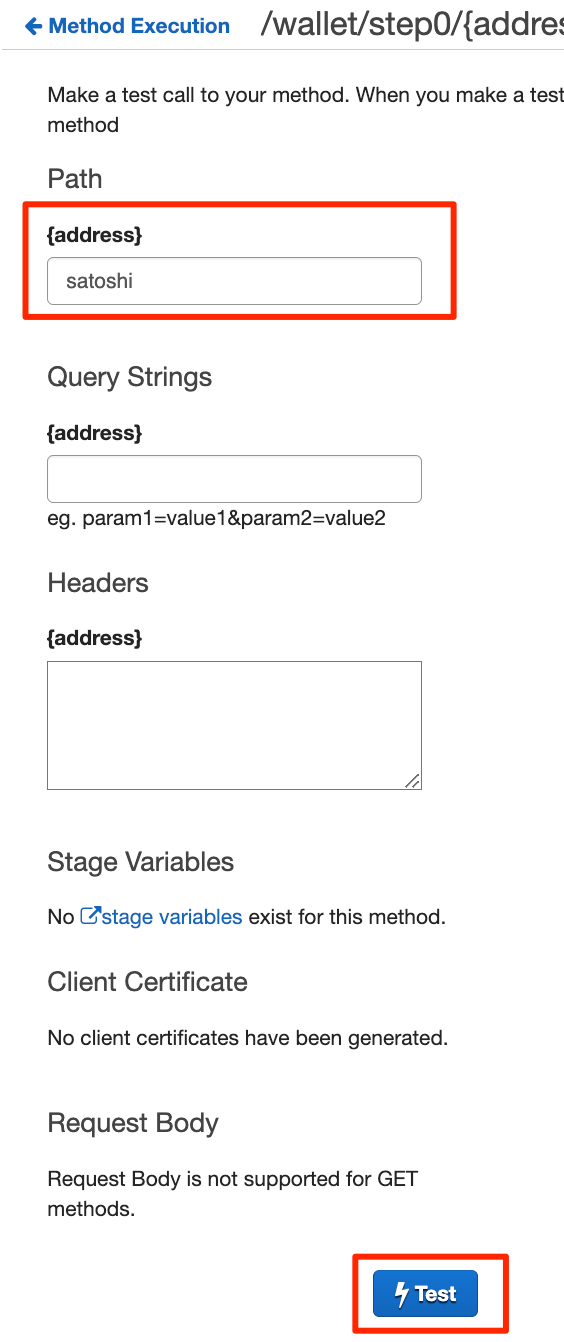 Method Execution /wallet/step0/{addres
Make a test call to your method. When you make a test
method
Path
{address}
satoshi
Query Strings
{address}
eg. param1=value1&param2=value2
Headers
{address}
Stage Variables
No stage variables exist for this method.
Client Certificate
No client certificates have been generated.
Request Body
Request Body is not supported for GET
methods.
Test